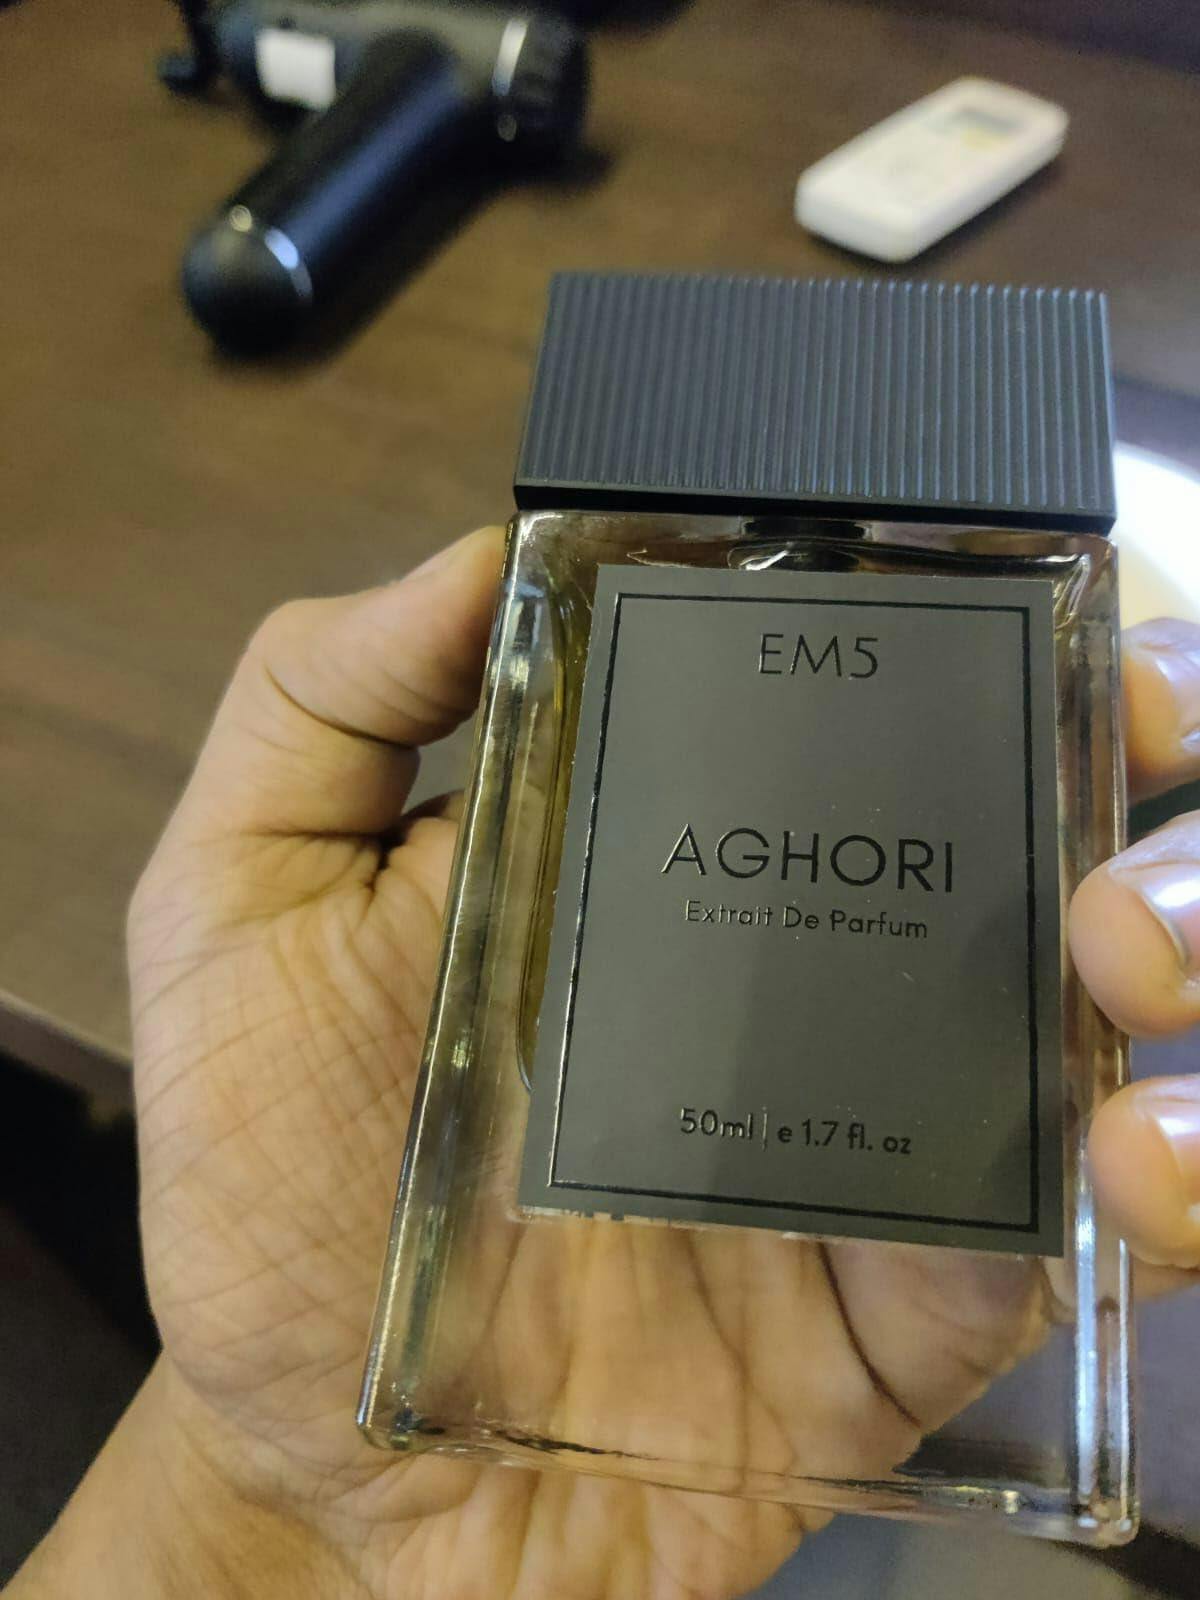 EM5
AGHORI
Extrait De Parfum
50ml | e 1.7 fl. oz